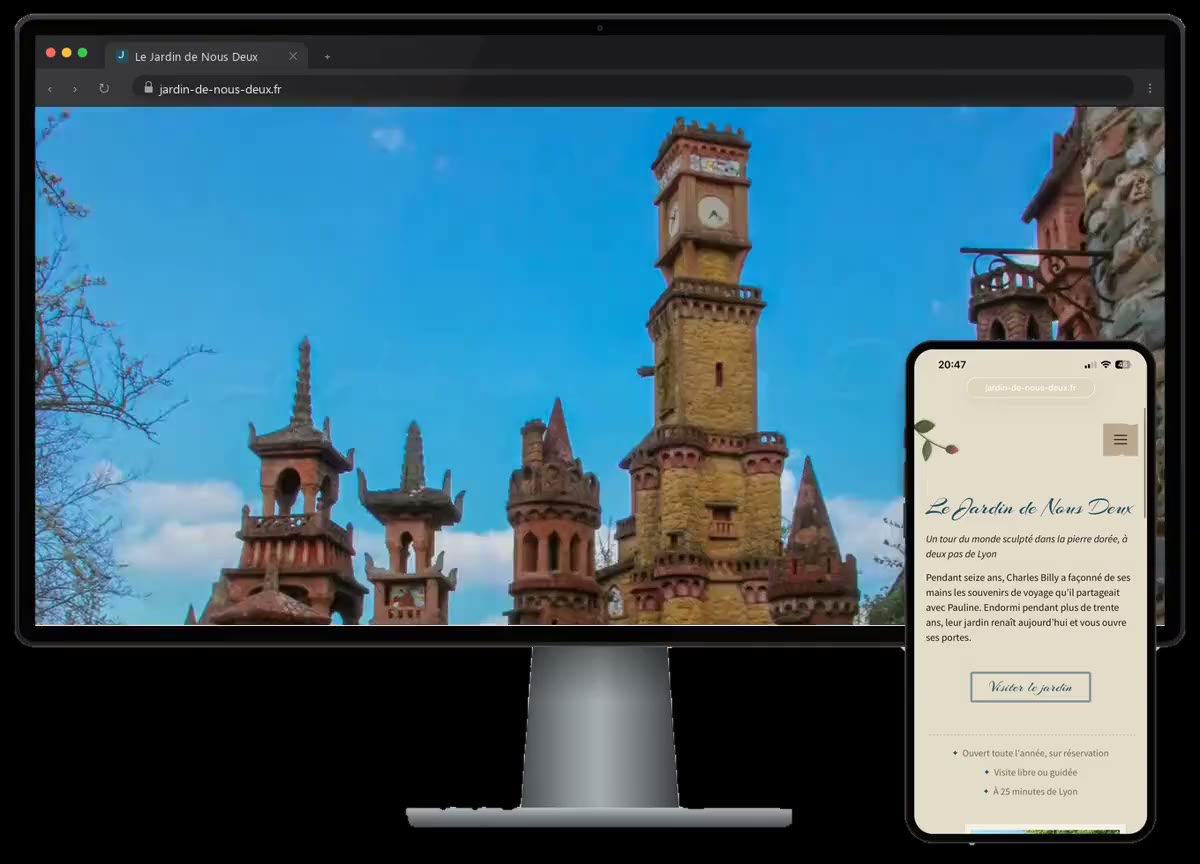 Le Jardin de Nous Deux
jardin-de-nous-deux.fr
20:47
jardin-de-nous-deux.fr
Le Jardin de Nous Deux
Un tour du monde sculpté dans la pierre dorée, à
deux pas de Lyon
Pendant seize ans, Charles Billy a façonné de ses
mains les souvenirs de voyage qu'il partageait
avec Pauline. Endormi pendant plus de trente
ans, leur jardin renaît aujourd'hui et vous ouvre
ses portes.
Visiter le jardin
✦ Ouvert toute l'année, sur réservation
✦ Visite libre ou guidée
✦ À 25 minutes de Lyon